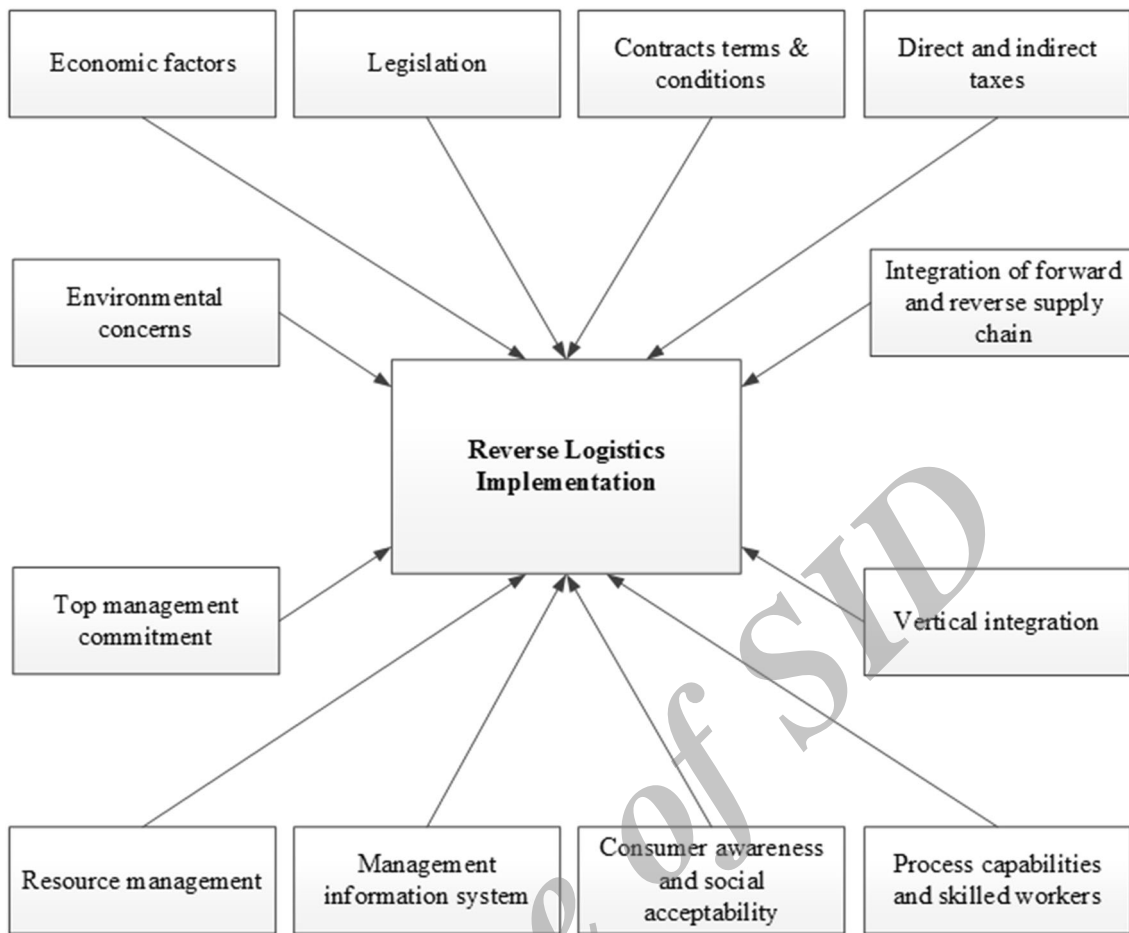 Economic factors
Legislation
Contracts terms &
conditions
Direct and indirect
taxes
Environmental
concerns
Integration of forward
and reverse supply
chain
Reverse Logistics
Implementation
Top management
commitment
Vertical integration
Resource management
Management
information system
Consumer awareness
and social
acceptability
Process capabilities
and skilled workers
e of SID